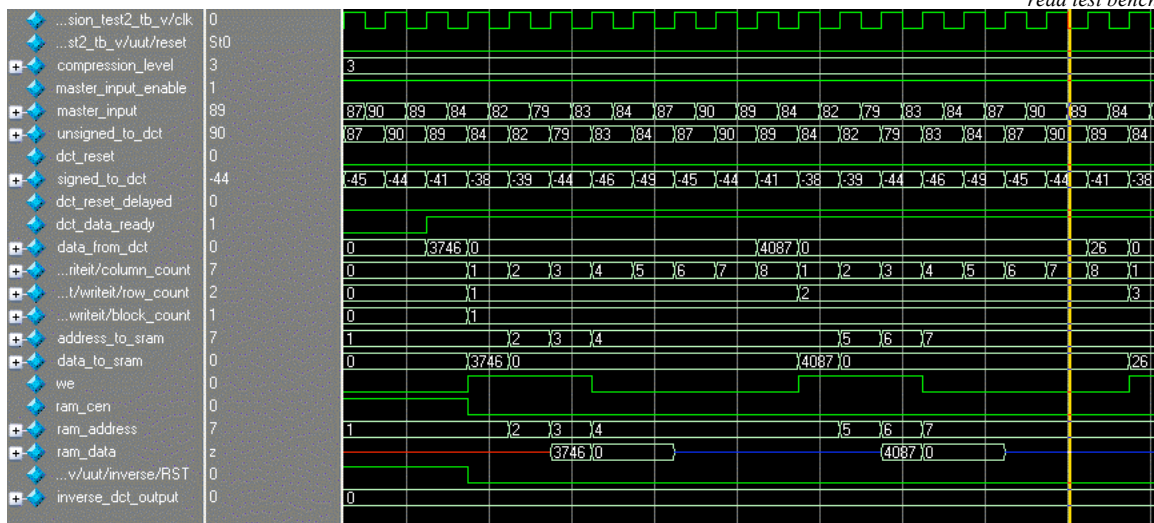 read test benc
...sion_test2_tb_v/clk 0
...st2_tb_v/uut/reset St0
compression_level 3 3
master_input_enable 1
master_input 89 87 90 89 84 82 79 83 84 87 90 89 84 82 79 83 84 87 90 89 84
unsigned_to_dct 90 87 90 89 84 82 79 83 84 87 90 89 84 82 79 83 84 87 90 89 84
dct_reset 0
signed_to_dct -44 -45 -44 -41 -38 -39 -44 -46 -49 -45 -44 -41 -38 -39 -44 -46 -49 -45 -44 -41 -38
dct_reset_delayed 0
dct_data_ready 1
data_from_dct 0 0 3746 0 4087 0 26 0
...riteit/column_count 7 0 1 2 3 4 5 6 7 8 1 2 3 4 5 6 7 8 1
...t/writeit/row_count 2 0 1 2 3
...writeit/block_count 1 0 1
address_to_sram 7 1 2 3 4 5 6 7
data_to_sram 0 0 3746 0 4087 0 26
we 0
ram_cen 0
ram_address 7 1 2 3 4 5 6 7
ram_data z 3746 0 4087 0
...v/uut/inverse/RST 0
inverse_dct_output 0 0